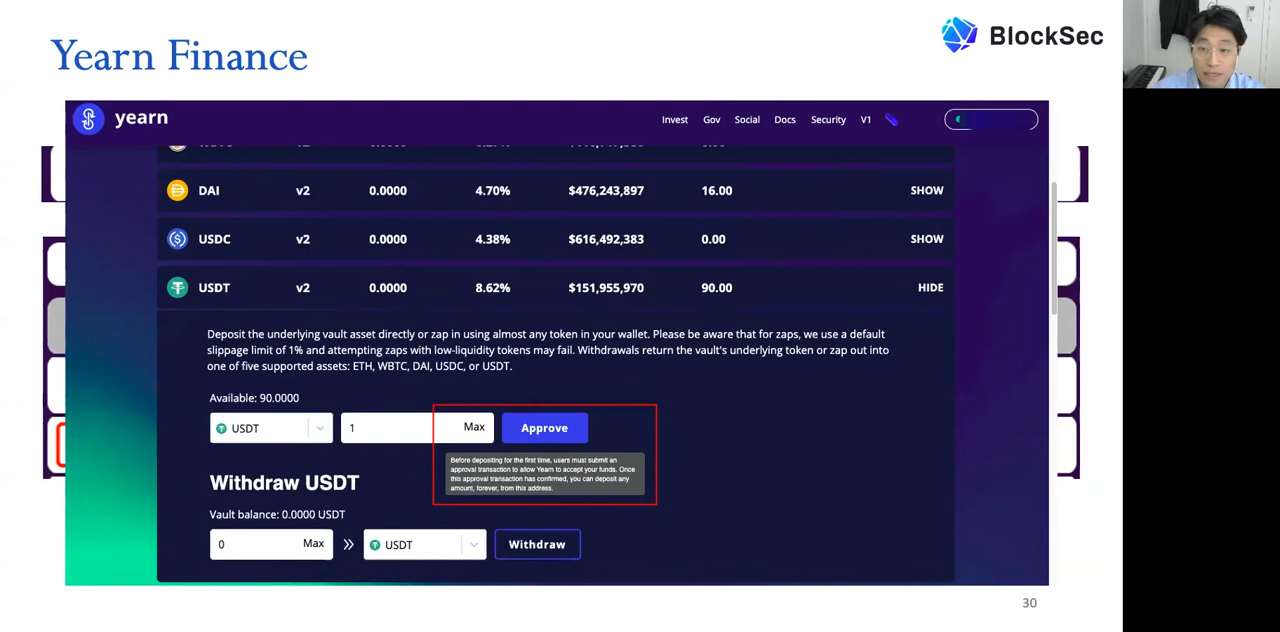 Yearn Finance
BlockSec
yearn
Invest Gov Social Docs Security V1
DAI v2 0.0000 4.70% $476,243,897 16.00 SHOW
USDC v2 0.0000 4.38% $616,492,383 0.00 SHOW
USDT v2 0.0000 8.62% $151,955,970 90.00 HIDE
Deposit the underlying vault asset directly or zap in using almost any token in your wallet. Please be aware that for zaps, we use a default
slippage limit of 1% and attempting zaps with low-liquidity tokens may fail. Withdrawals return the vault's underlying token or zap out into
one of five supported assets: ETH, WBTC, DAI, USDC, or USDT.
Available: 90.0000
USDT 1 Max Approve
Before depositing for the first time, users must submit an
approval transaction to allow Yearn to accept your funds. Once
this approval transaction has confirmed, you can deposit any
amount, forever, from this address.
Withdraw USDT
Vault balance: 0.0000 USDT
0 Max » USDT Withdraw
30